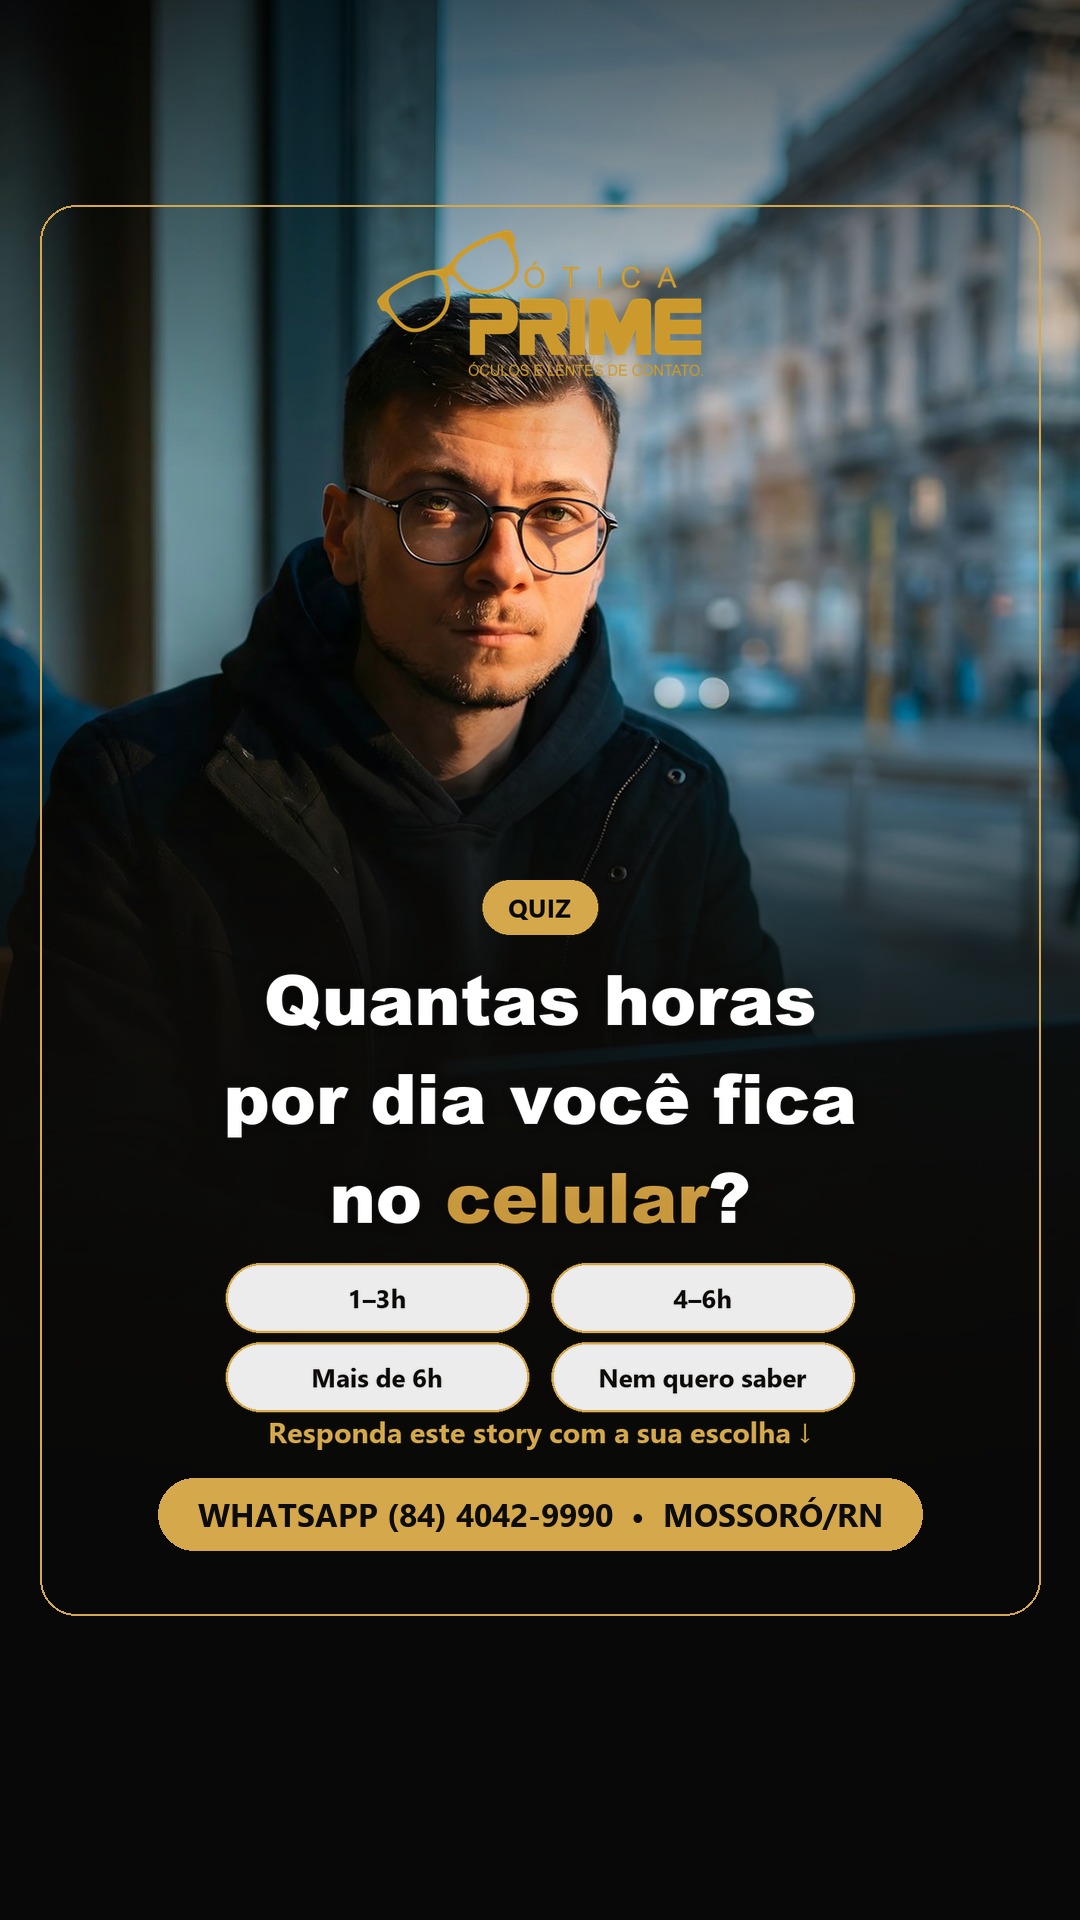 ÓTICA
PRIME
ÓCULOS E LENTES DE CONTATO.
QUIZ
Quantas horas
por dia você fica
no celular?
1–3h
4–6h
Mais de 6h
Nem quero saber
Responda este story com a sua escolha ↓
WHATSAPP (84) 4042-9990 • MOSSORÓ/RN